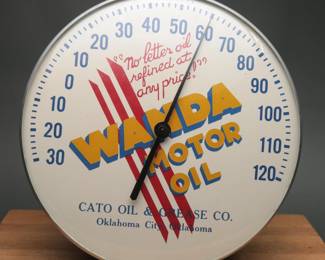 30 20 10 0 10 20 30 40 50 60 70 80 90 100 110 120
"No better oil
refined at
any price!"
WANDA
MOTOR
OIL
CATO OIL & GREASE CO.
Oklahoma City, Oklahoma